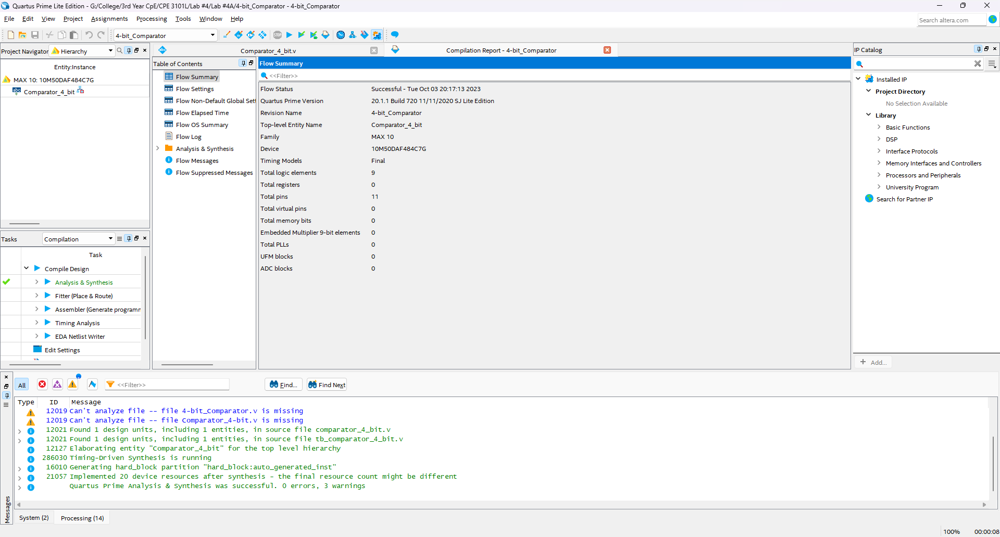 Quartus Prime Lite Edition - G:/College/3rd Year CpE/CPE 3101L/Lab #4/Lab #4A/4-bit_Comparator - 4-bit_Comparator
File Edit View Project Assignments Processing Tools Window Help
Search altera.com
4-bit_Comparator
STOP
Project Navigator Hierarchy
Entity:Instance
MAX 10: 10M50DAF484C7G
abc Comparator_4_bit
Tasks Compilation
Task
Compile Design
Analysis & Synthesis
Fitter (Place & Route)
Assembler (Generate programm
Timing Analysis
EDA Netlist Writer
Edit Settings
abc Comparator_4_bit.v
Compilation Report - 4-bit_Comparator
Table of Contents
Flow Summary
Flow Settings
Flow Non-Default Global Sett
Flow Elapsed Time
Flow OS Summary
Flow Log
Analysis & Synthesis
Flow Messages
Flow Suppressed Messages
Flow Summary
<<Filter>>
Flow Status Successful - Tue Oct 03 20:17:13 2023
Quartus Prime Version 20.1.1 Build 720 11/11/2020 SJ Lite Edition
Revision Name 4-bit_Comparator
Top-level Entity Name Comparator_4_bit
Family MAX 10
Device 10M50DAF484C7G
Timing Models Final
Total logic elements 9
Total registers 0
Total pins 11
Total virtual pins 0
Total memory bits 0
Embedded Multiplier 9-bit elements 0
Total PLLs 0
UFM blocks 0
ADC blocks 0
IP Catalog
Installed IP
Project Directory
No Selection Available
Library
Basic Functions
DSP
Interface Protocols
Memory Interfaces and Controllers
Processors and Peripherals
University Program
Search for Partner IP
+ Add...
All <<Filter>> Find... Find Next
Type ID Message
12019 Can't analyze file -- file 4-bit_Comparator.v is missing
12019 Can't analyze file -- file Comparator_4-bit.v is missing
12021 Found 1 design units, including 1 entities, in source file comparator_4_bit.v
12021 Found 1 design units, including 1 entities, in source file tb_comparator_4_bit.v
12127 Elaborating entity "Comparator_4_bit" for the top level hierarchy
286030 Timing-Driven Synthesis is running
16010 Generating hard_block partition "hard_block:auto_generated_inst"
21057 Implemented 20 device resources after synthesis - the final resource count might be different
Quartus Prime Analysis & Synthesis was successful. 0 errors, 3 warnings
Messages
System (2) Processing (14)
100% 00:00:08